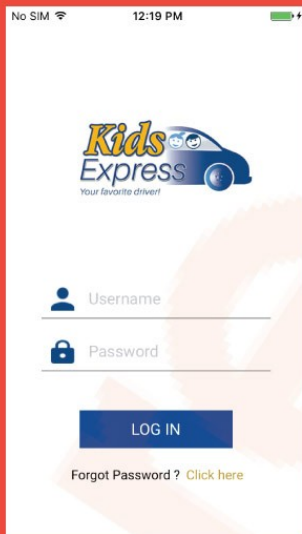 No SIM 12:19 PM
Kids
Express
Your favorite driver!
Username
Password
LOG IN
Forgot Password ? Click here